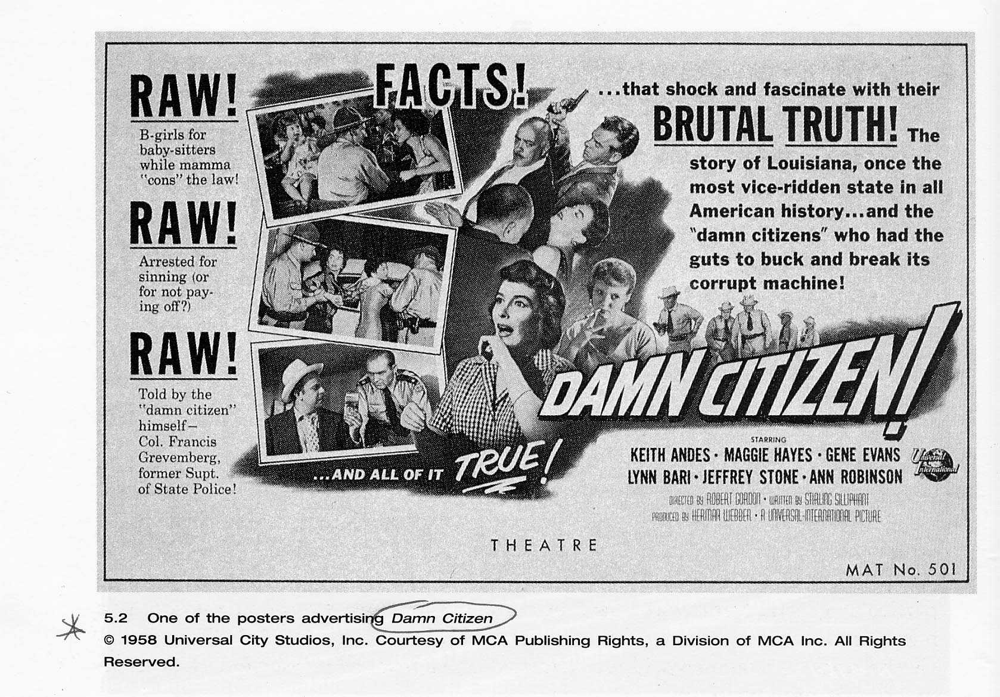 RAW!
B-girls for
baby-sitters
while mamma
"cons" the law!
RAW!
Arrested for
sinning (or
for not pay-
ing off?)
RAW!
Told by the
"damn citizen"
himself—
Col. Francis
Grevemberg,
former Supt.
of State Police!
FACTS!
...that shock and fascinate with their
BRUTAL TRUTH! The
story of Louisiana, once the
most vice-ridden state in all
American history...and the
"damn citizens" who had the
guts to buck and break its
corrupt machine!
DAMN CITIZEN!
...AND ALL OF IT TRUE!
STARRING
KEITH ANDES · MAGGIE HAYES · GENE EVANS
LYNN BARI · JEFFREY STONE · ANN ROBINSON
Universal
International
DIRECTED BY ROBERT GORDON · WRITTEN BY STIRLING SILLIPHANT
PRODUCED BY HERMAN WEBBER · A UNIVERSAL-INTERNATIONAL PICTURE
THEATRE
MAT No. 501
5.2 One of the posters advertising Damn Citizen
© 1958 Universal City Studios, Inc. Courtesy of MCA Publishing Rights, a Division of MCA Inc. All Rights
Reserved.